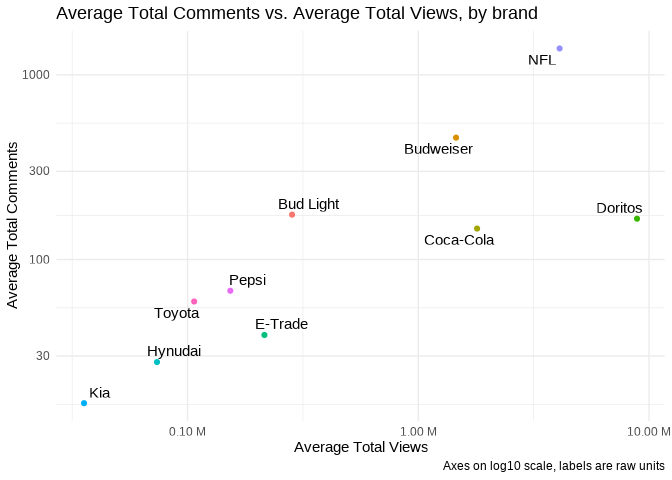 Average Total Comments vs. Average Total Views, by brand
Average Total Comments
1000
300
100
30
NFL
Budweiser
Bud Light
Doritos
Coca-Cola
Pepsi
Toyota
E-Trade
Hynudai
Kia
0.10 M
1.00 M
10.00 M
Average Total Views
Axes on log10 scale, labels are raw units